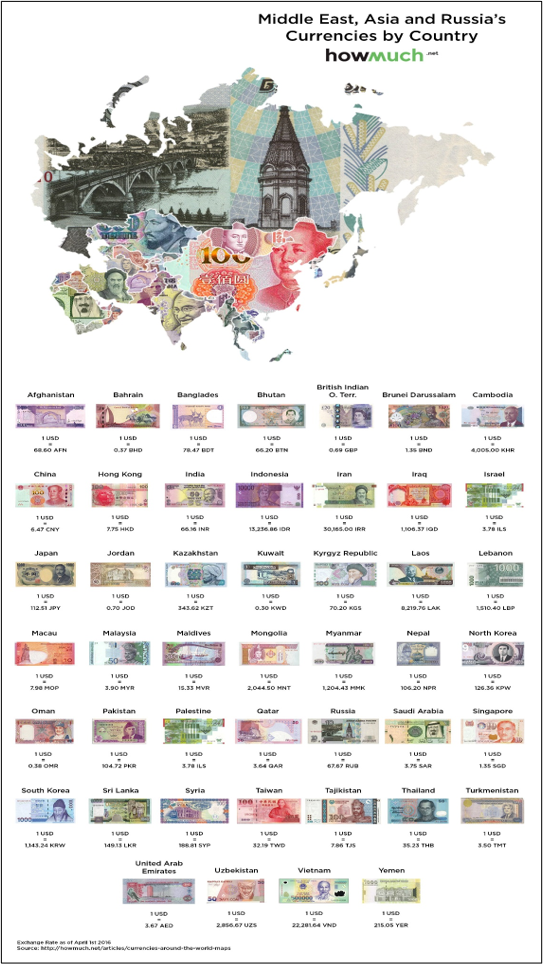 Middle East, Asia and Russia's
Currencies by Country
howmuch.net
100
Afghanistan Bahrain Banglades Bhutan British Indian O. Terr. Brunei Darussalam Cambodia
1 USD 1 USD 1 USD 1 USD 1 USD 1 USD 1 USD
= = = = = = =
68.60 AFN 0.37 BHD 78.47 BDT 66.20 BTN 0.69 GBP 1.35 BND 4,005.00 KHR
China Hong Kong India Indonesia Iran Iraq Israel
1 USD 1 USD 1 USD 1 USD 1 USD 1 USD 1 USD
= = = = = = =
6.47 CNY 7.75 HKD 66.16 INR 13,236.86 IDR 30,165.00 IRR 1,106.37 IQD 3.78 ILS
Japan Jordan Kazakhstan Kuwait Kyrgyz Republic Laos Lebanon
1 USD 1 USD 1 USD 1 USD 1 USD 1 USD 1 USD
= = = = = = =
112.51 JPY 0.70 JOD 343.62 KZT 0.30 KWD 70.20 KGS 8,219.76 LAK 1,510.40 LBP
Macau Malaysia Maldives Mongolia Myanmar Nepal North Korea
1 USD 1 USD 1 USD 1 USD 1 USD 1 USD 1 USD
= = = = = = =
7.98 MOP 3.90 MYR 15.33 MVR 2,044.50 MNT 1,204.43 MMK 106.20 NPR 126.36 KPW
Oman Pakistan Palestine Qatar Russia Saudi Arabia Singapore
1 USD 1 USD 1 USD 1 USD 1 USD 1 USD 1 USD
= = = = = = =
0.38 OMR 104.72 PKR 3.78 ILS 3.64 QAR 67.67 RUB 3.75 SAR 1.35 SGD
South Korea Sri Lanka Syria Taiwan Tajikistan Thailand Turkmenistan
1 USD 1 USD 1 USD 1 USD 1 USD 1 USD 1 USD
= = = = = = =
1,143.24 KRW 149.13 LKR 188.81 SYP 32.19 TWD 7.86 TJS 35.23 THB 3.50 TMT
United Arab Emirates Uzbekistan Vietnam Yemen
1 USD 1 USD 1 USD 1 USD
= = = =
3.67 AED 2,856.67 UZS 22,281.64 VND 215.05 YER
Exchange Rate as of April 1st 2016
Source: http://howmuch.net/articles/currencies-around-the-world-maps